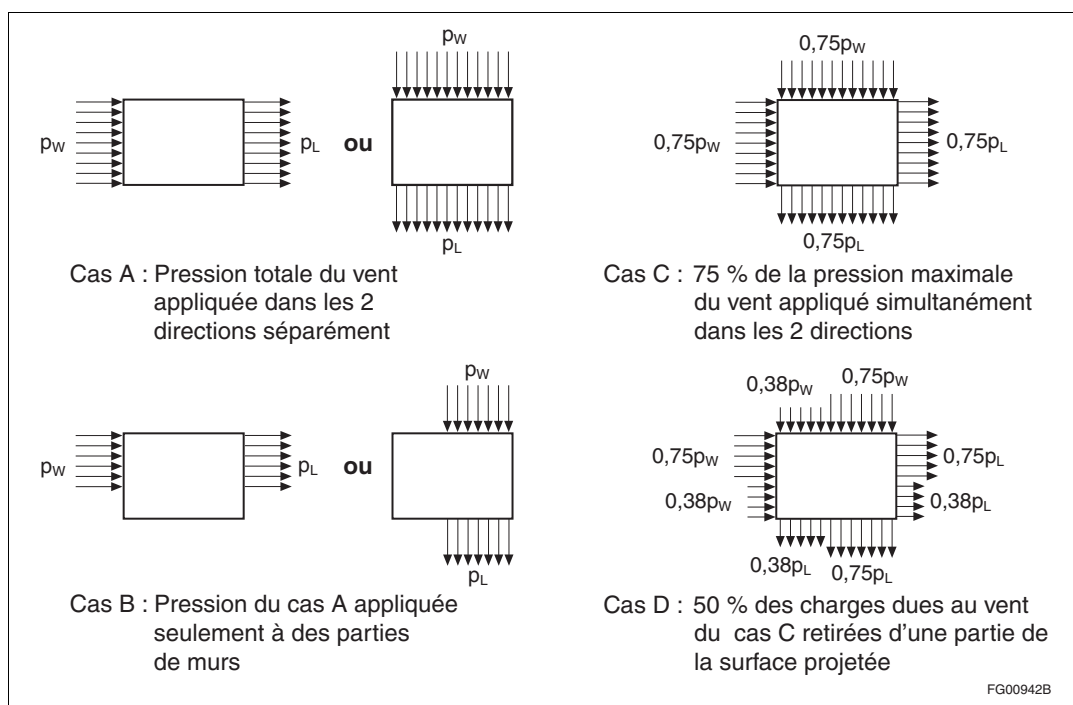 pW
pL
ou
pW
pL
Cas A : Pression totale du vent
appliquée dans les 2
directions séparément
0,75pW
0,75pW
0,75pL
0,75pL
Cas C : 75 % de la pression maximale
du vent appliqué simultanément
dans les 2 directions
pW
pL
ou
pW
pL
Cas B : Pression du cas A appliquée
seulement à des parties
de murs
0,38pW
0,75pW
0,75pW
0,75pL
0,38pW
0,38pL
0,38pL
0,75pL
Cas D : 50 % des charges dues au vent
du cas C retirées d’une partie de
la surface projetée
FG00942B